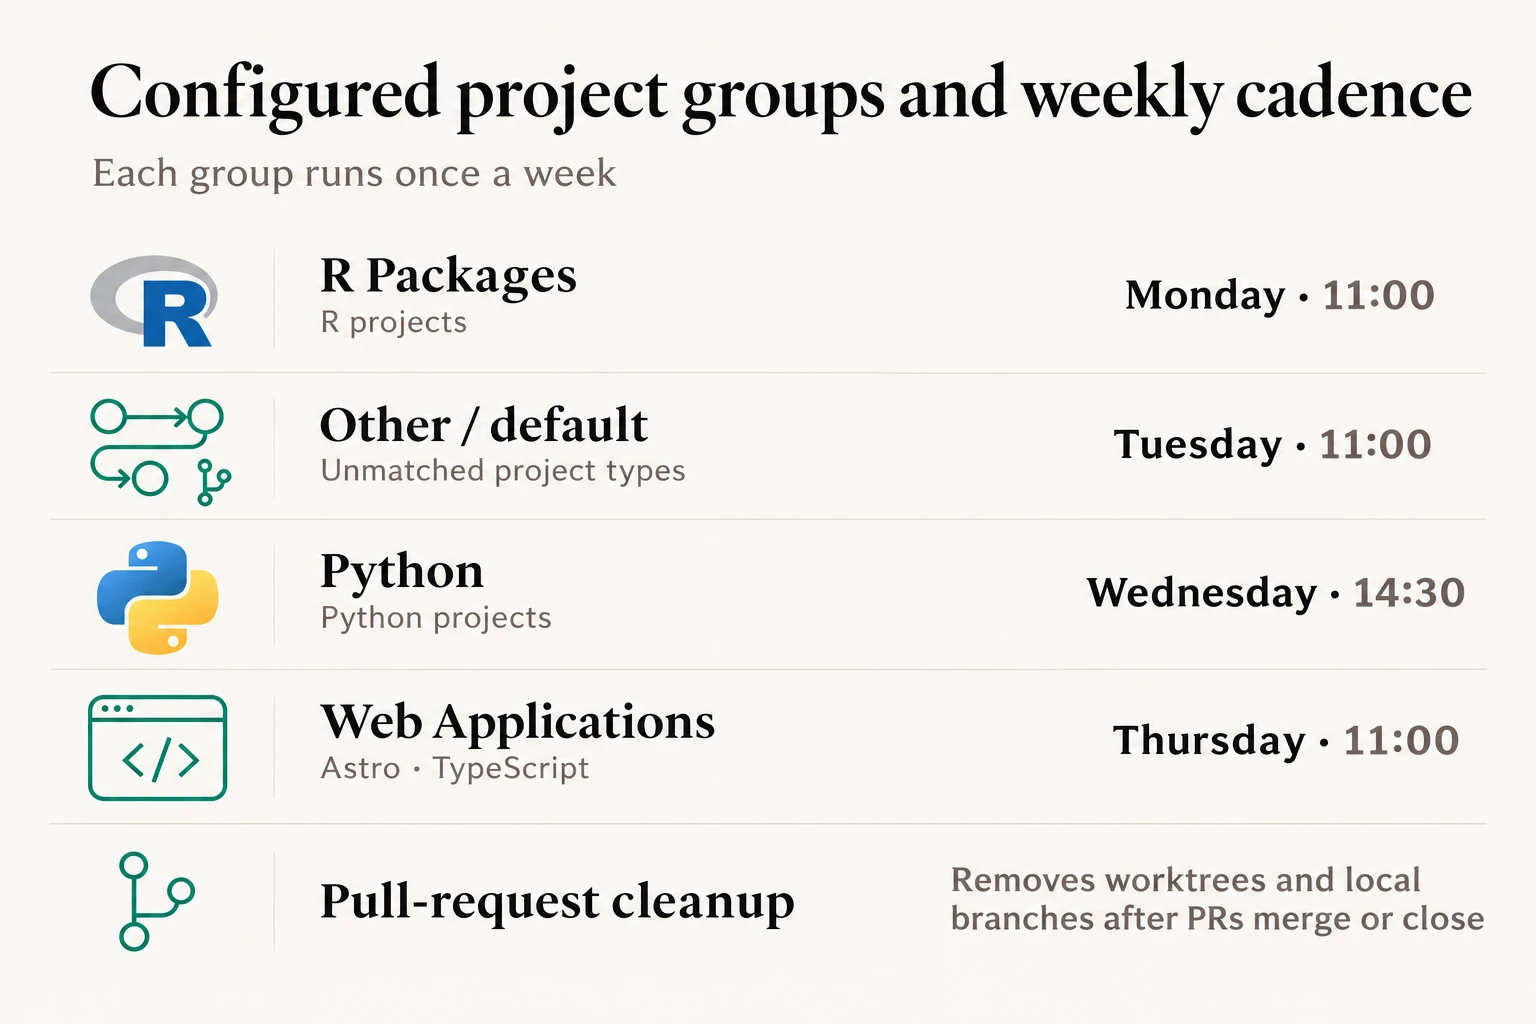 Configured project groups and weekly cadence
Each group runs once a week
R
R Packages
R projects
Monday · 11:00
Other / default
Unmatched project types
Tuesday · 11:00
Python
Python projects
Wednesday · 14:30
</>
Web Applications
Astro · TypeScript
Thursday · 11:00
Pull-request cleanup
Removes worktrees and local
branches after PRs merge or close